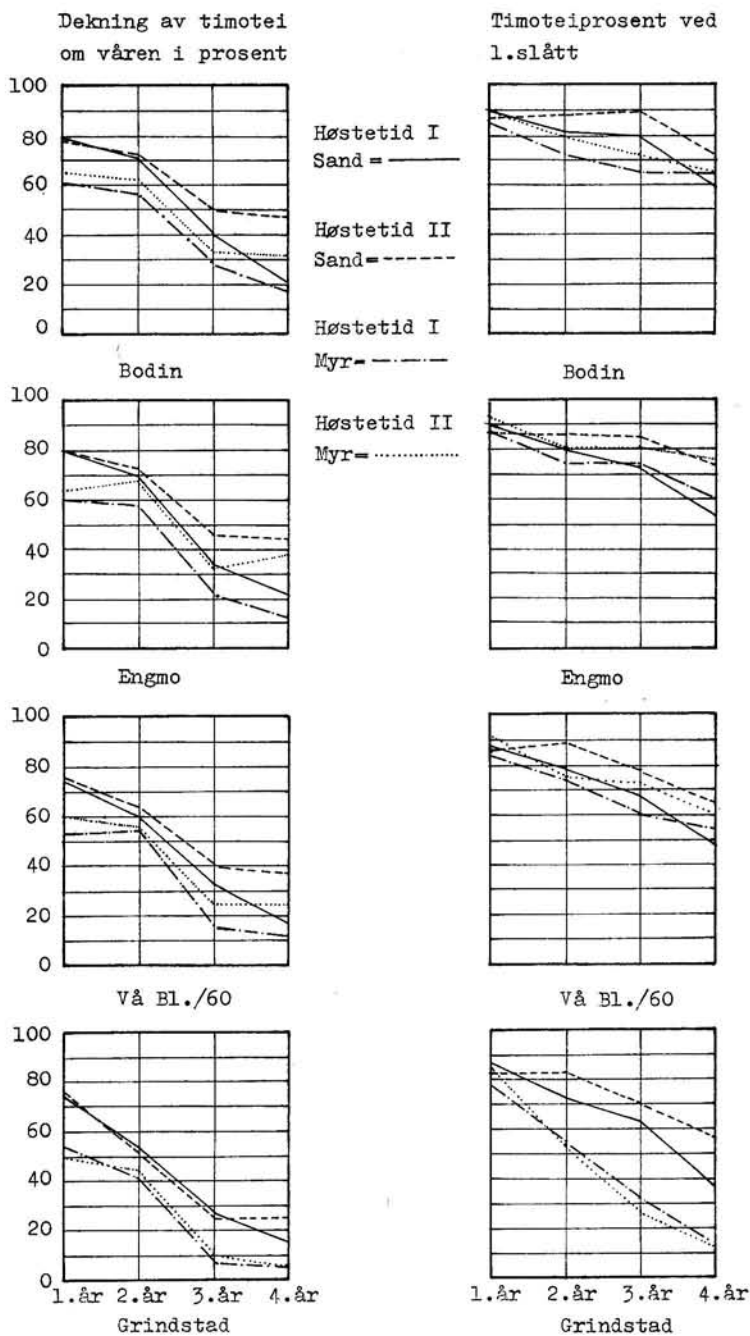 Dekning av timotei
om våren i prosent
Timoteiprosent ved
1.slått
100
80
60
40
20
0
Høstetid I
Sand=
Høstetid II
Sand=
Høstetid I
Myr=
Høstetid II
Myr=
Bodin
Bodin
100
80
60
40
20
0
Engmo
Engmo
100
80
60
40
20
0
Vå Bl./60
Vå Bl./60
100
80
60
40
20
0
1.år 2.år 3.år 4.år
1.år 2.år 3.år 4.år
Grindstad
Grindstad